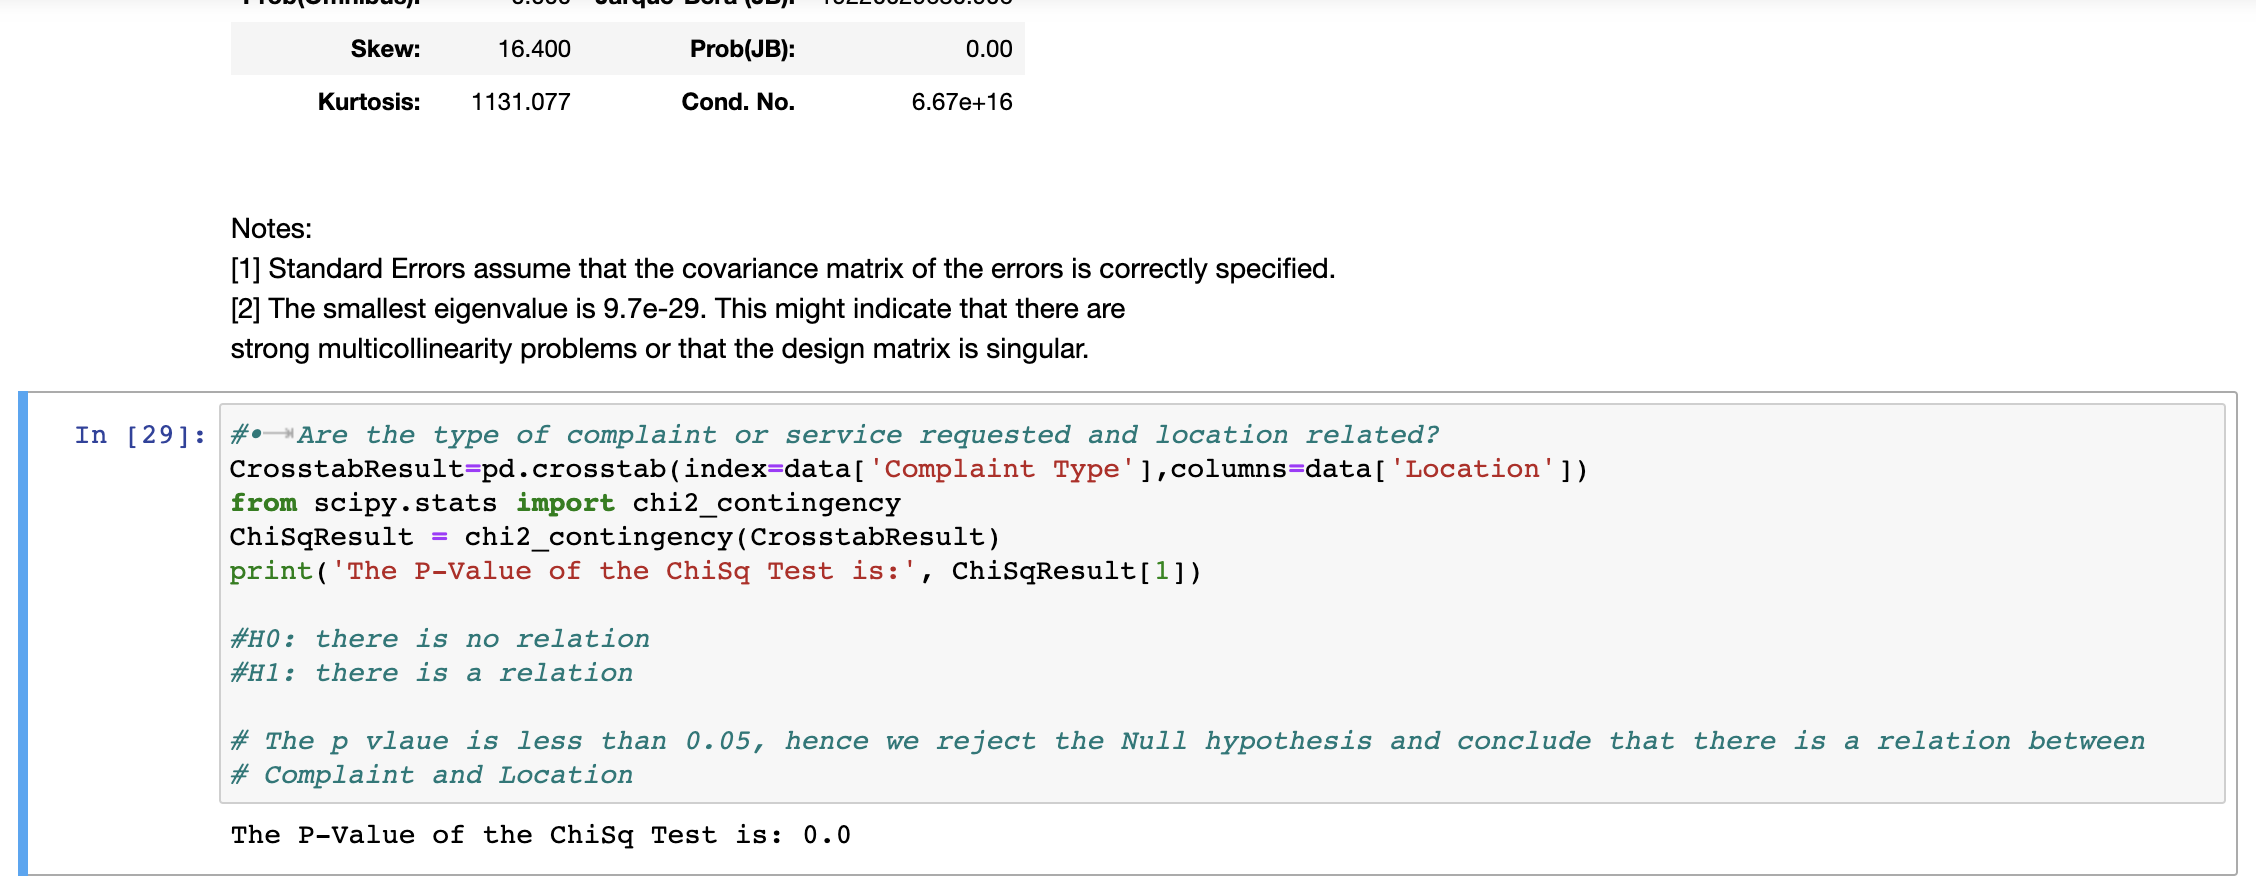 Skew: 16.400 Prob(JB): 0.00
Kurtosis: 1131.077 Cond. No. 6.67e+16
Notes:
[1] Standard Errors assume that the covariance matrix of the errors is correctly specified.
[2] The smallest eigenvalue is 9.7e-29. This might indicate that there are
strong multicollinearity problems or that the design matrix is singular.
In [29]: #• Are the type of complaint or service requested and location related?
CrosstabResult=pd.crosstab(index=data['Complaint Type'],columns=data['Location'])
from scipy.stats import chi2_contingency
ChiSqResult = chi2_contingency(CrosstabResult)
print('The P-Value of the ChiSq Test is:', ChiSqResult[1])
#H0: there is no relation
#H1: there is a relation
# The p vlaue is less than 0.05, hence we reject the Null hypothesis and conclude that there is a relation between
# Complaint and Location
The P-Value of the ChiSq Test is: 0.0